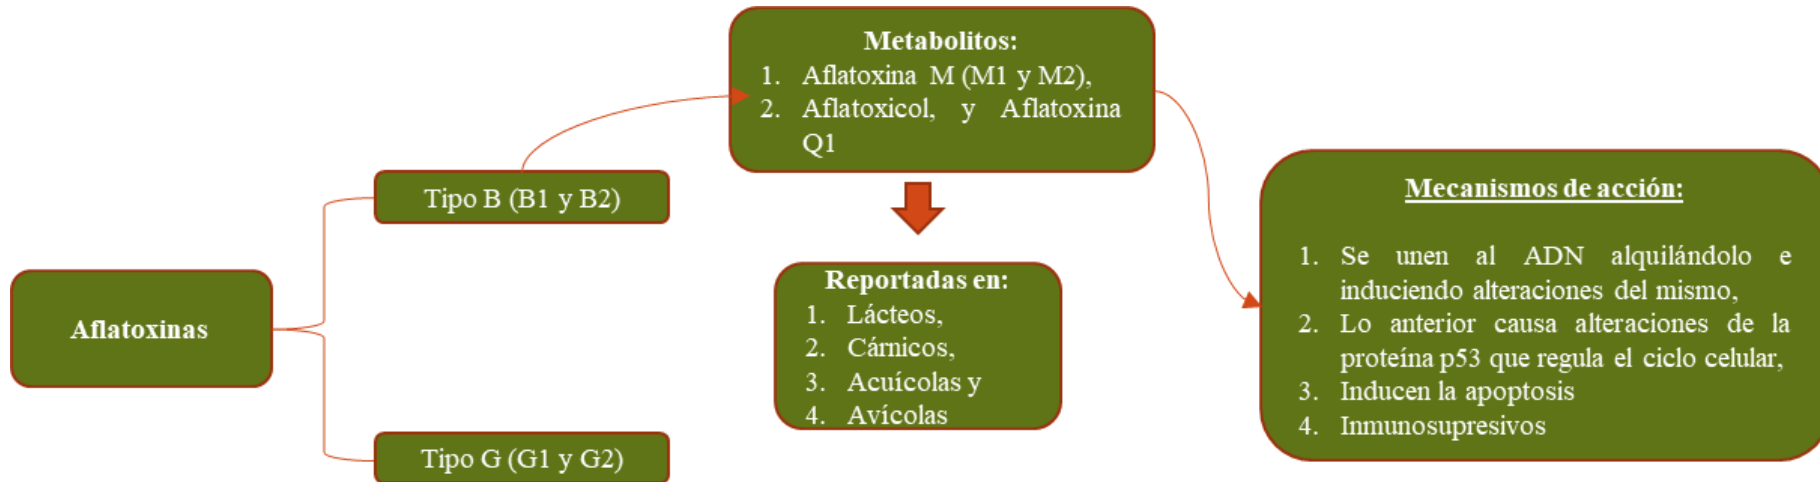 Metabolitos:
1. Aflatoxina M (M1 y M2),
2. Aflatoxicol, y Aflatoxina
Q1
Tipo B (B1 y B2)
Mecanismos de acción:
1. Se unen al ADN alquilándolo e
induciendo alteraciones del mismo,
2. Lo anterior causa alteraciones de la
proteína p53 que regula el ciclo celular,
3. Inducen la apoptosis
4. Inmunosupresivos
Aflatoxinas
Reportadas en:
1. Lácteos,
2. Cárnicos,
3. Acuícolas y
4. Avícolas
Tipo G (G1 y G2)